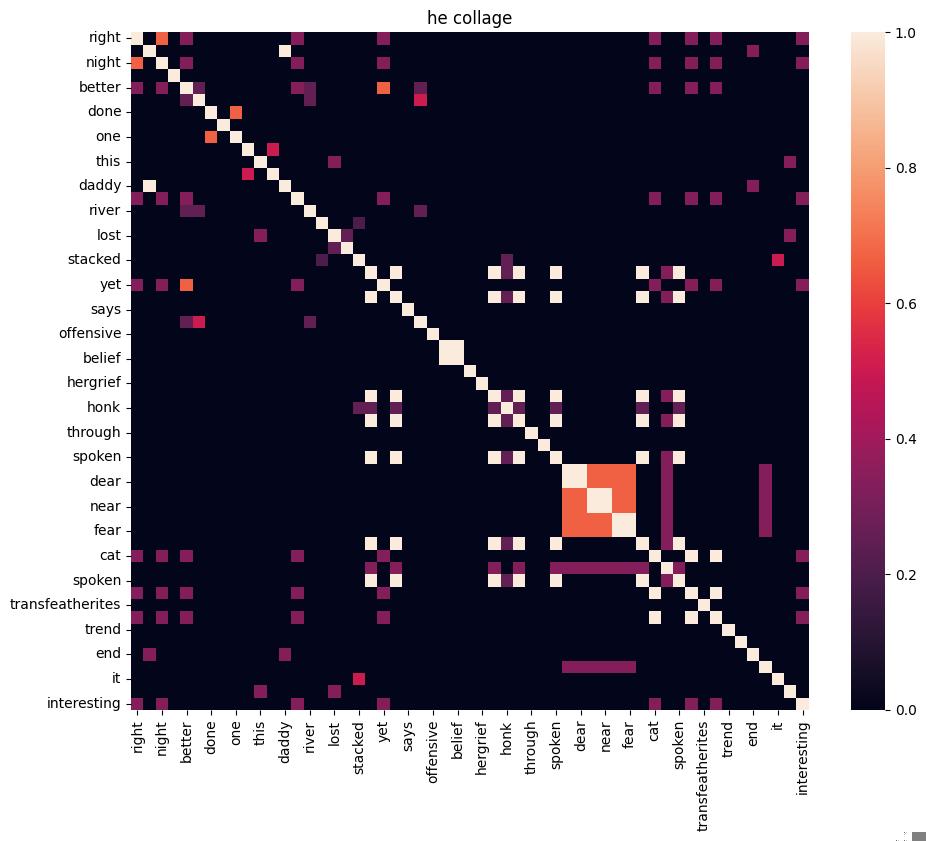 he collage
right
night
better
done
one
this
daddy
river
lost
stacked
yet
says
offensive
belief
hergrief
honk
through
spoken
dear
near
fear
cat
spoken
transfeatherites
trend
end
it
interesting
right
night
better
done
one
this
daddy
river
lost
stacked
yet
says
offensive
belief
hergrief
honk
through
spoken
dear
near
fear
cat
spoken
transfeatherites
trend
end
it
interesting
1.0
0.8
0.6
0.4
0.2
0.0